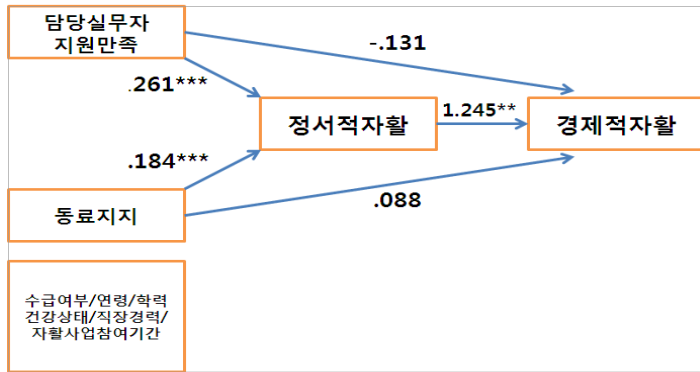 담당실무자
지원만족
-.131
.261***
정서적자활
1.245**
경제적자활
.184***
동료지지
.088
수급여부/연령/학력
건강상태/직장경력/
자활사업참여기간